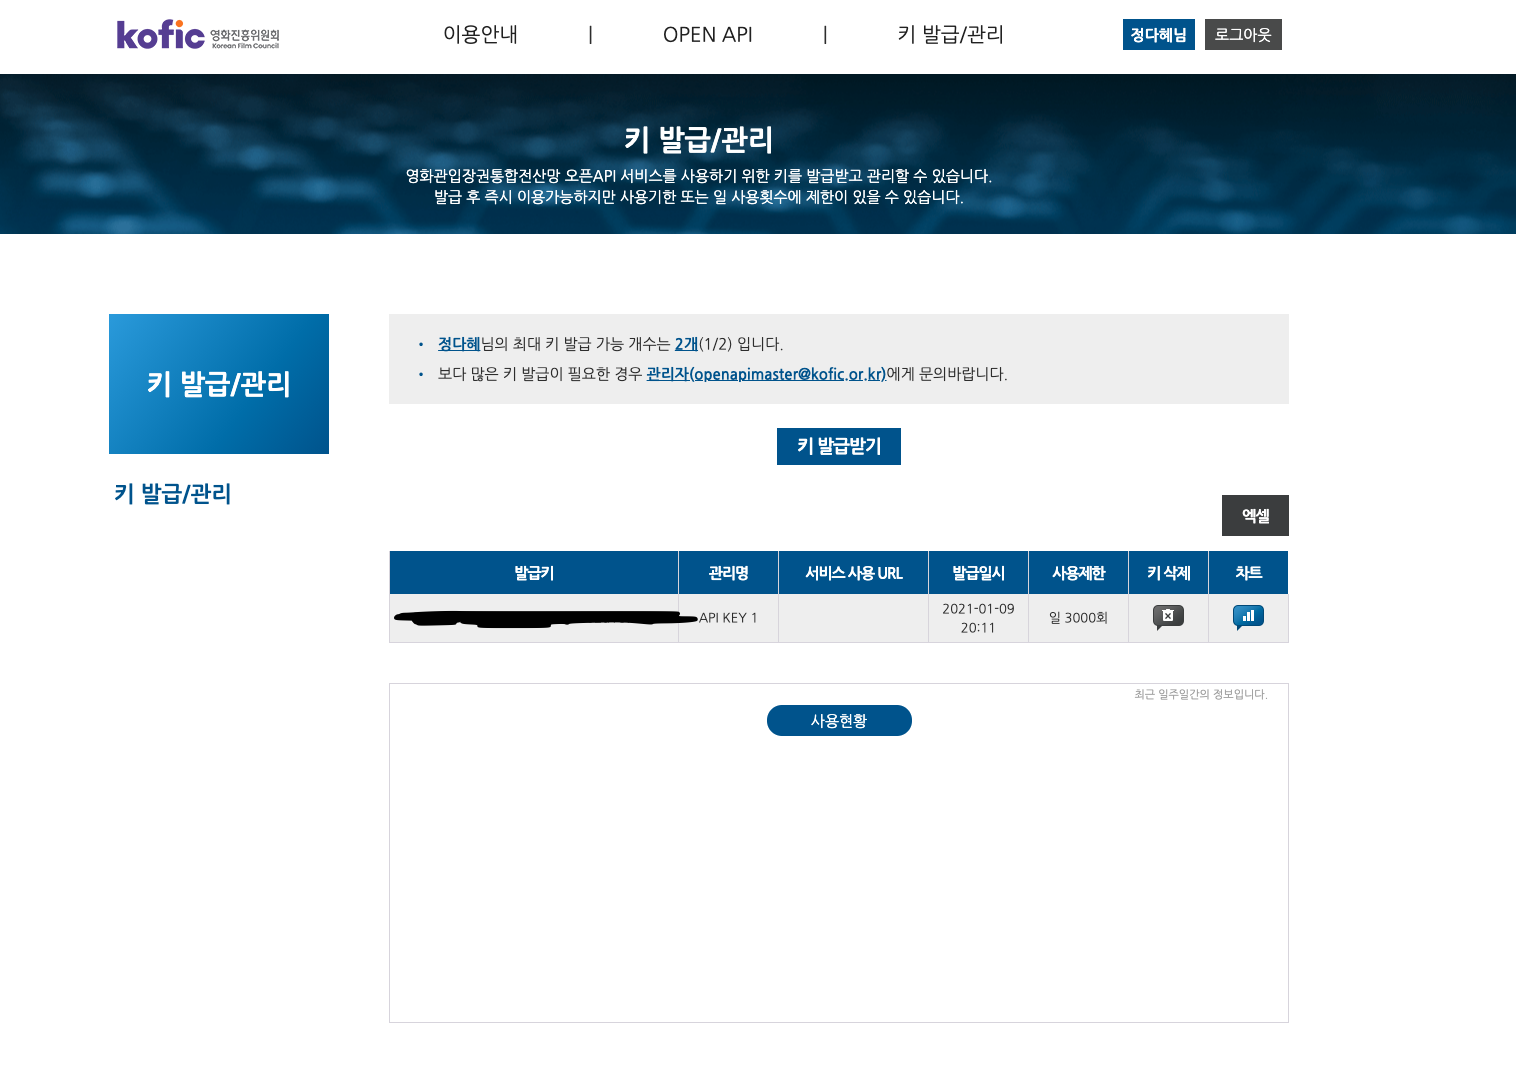 kofic 영화진흥위원회
Korean Film Council
이용안내 | OPEN API | 키 발급/관리
정다혜님 로그아웃
키 발급/관리
영화관입장권통합전산망 오픈API 서비스를 사용하기 위한 키를 발급받고 관리할 수 있습니다.
발급 후 즉시 이용가능하지만 사용기한 또는 일 사용횟수에 제한이 있을 수 있습니다.
키 발급/관리
키 발급/관리
• 정다혜님의 최대 키 발급 가능 개수는 2개(1/2) 입니다.
• 보다 많은 키 발급이 필요한 경우 관리자(openapimaster@kofic.or.kr)에게 문의바랍니다.
키 발급받기
엑셀
발급키 관리명 서비스 사용 URL 발급일시 사용제한 키 삭제 차트
API KEY 1 2021-01-09 일 3000회
20:11
최근 일주일간의 정보입니다.
사용현황